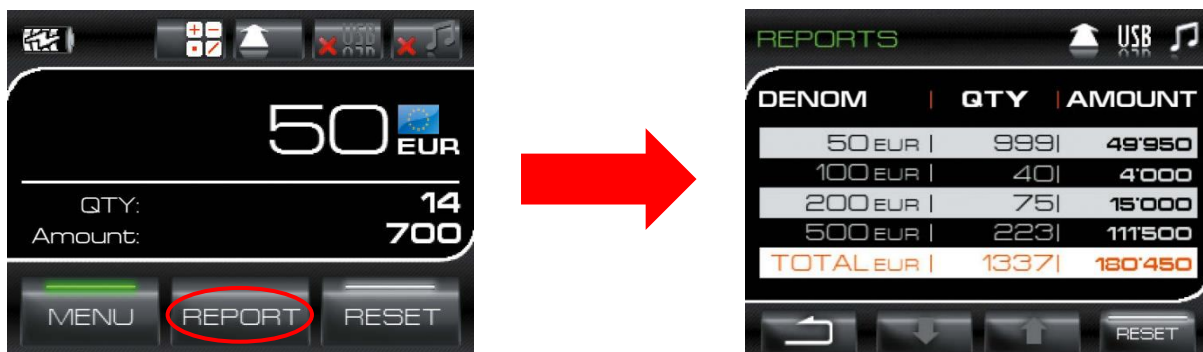 USB
50 EUR
QTY: 14
Amount: 700
MENU REPORT RESET
REPORTS USB
DENOM | QTY | AMOUNT
50 EUR | 999| 49'950
100 EUR | 40| 4'000
200 EUR | 75| 15'000
500 EUR | 223| 111'500
TOTAL EUR | 1337| 180'450
RESET